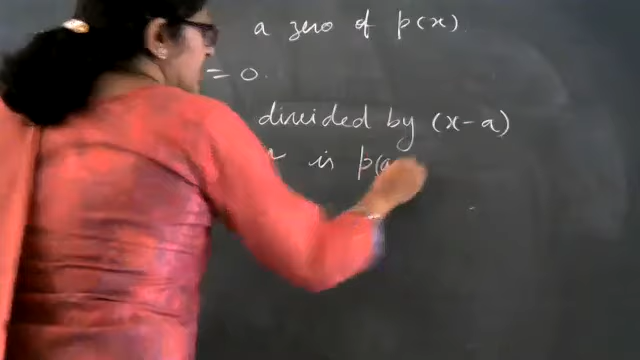 a zero of p(x)
= 0.
divided by (x-a)
is p(a